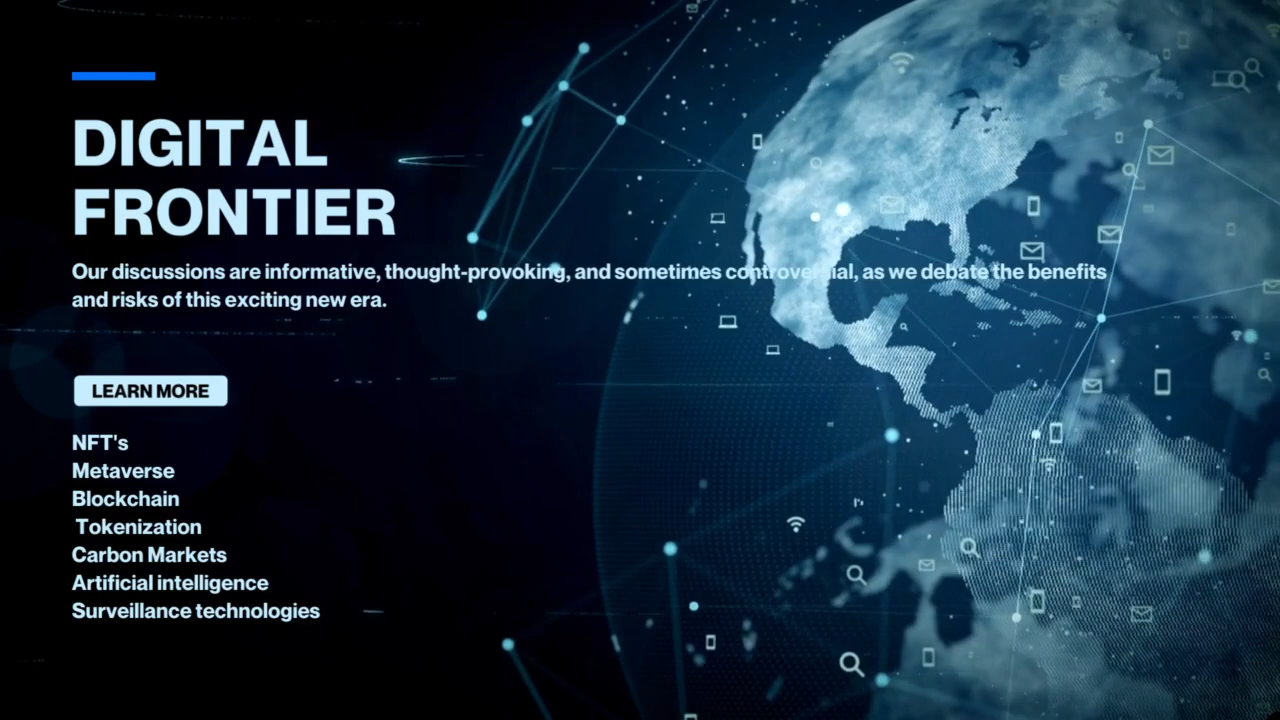 DIGITAL
FRONTIER
Our discussions are informative, thought-provoking, and sometimes controversial, as we debate the benefits
and risks of this exciting new era.
LEARN MORE
NFT's
Metaverse
Blockchain
Tokenization
Carbon Markets
Artificial intelligence
Surveillance technologies